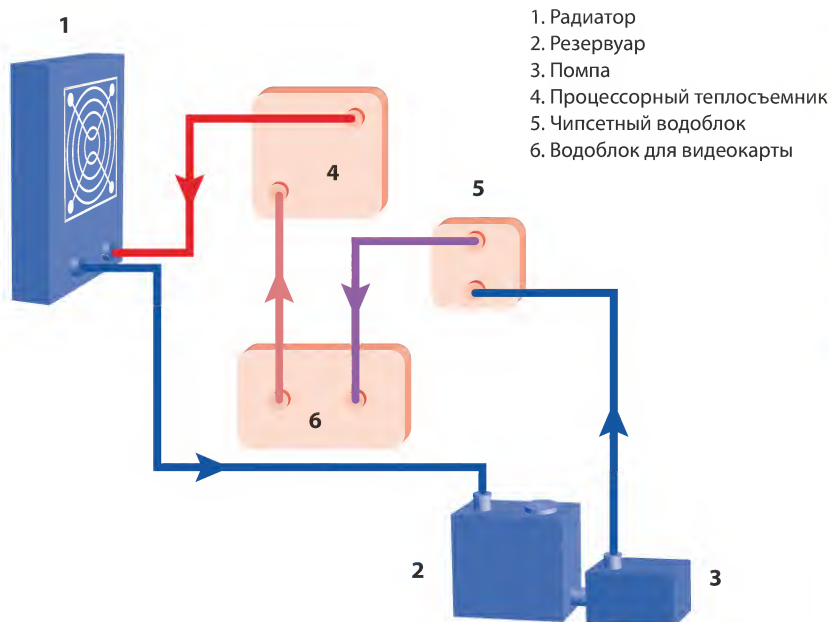 1
1. Радиатор
2. Резервуар
3. Помпа
4. Процессорный теплосъемник
5. Чипсетный водоблок
6. Водоблок для видеокарты
4
5
6
2
3